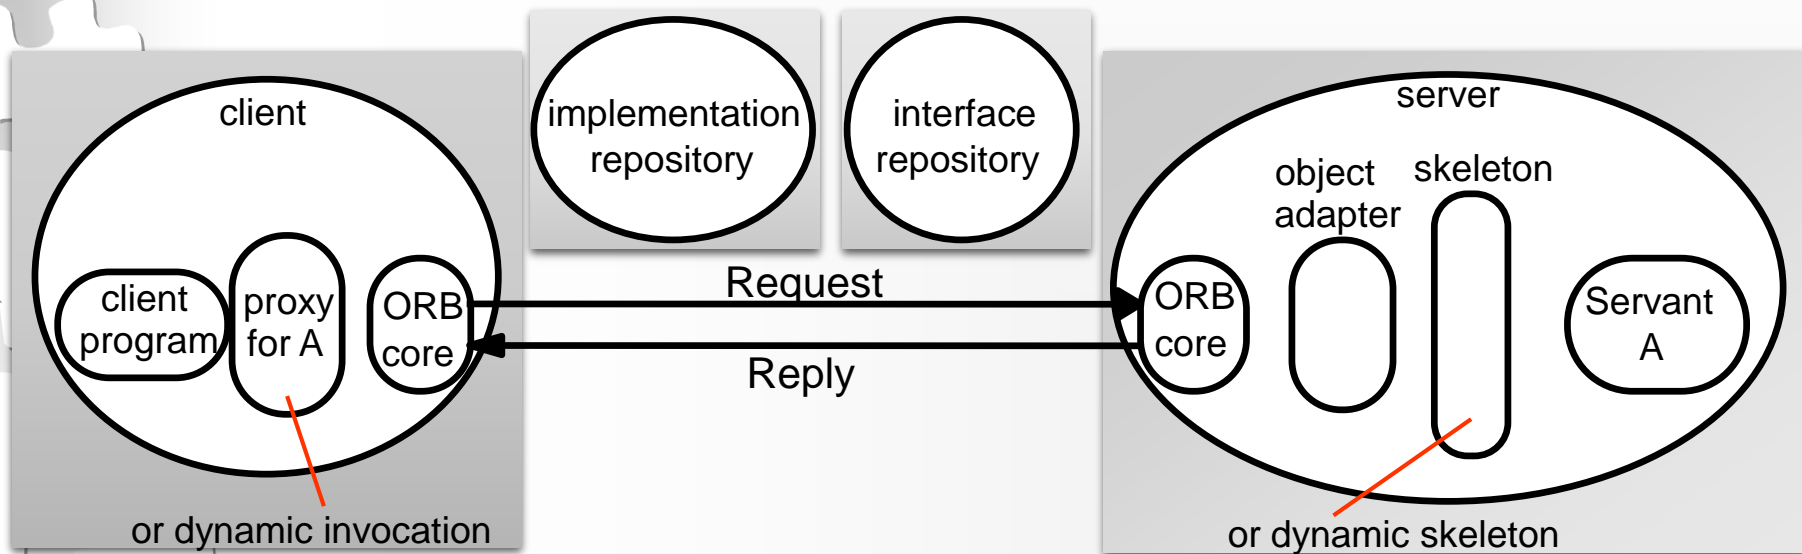 client
client
program
proxy
for A
ORB
core
or dynamic invocation
implementation
repository
interface
repository
Request
Reply
server
object
adapter
skeleton
ORB
core
Servant
A
or dynamic skeleton